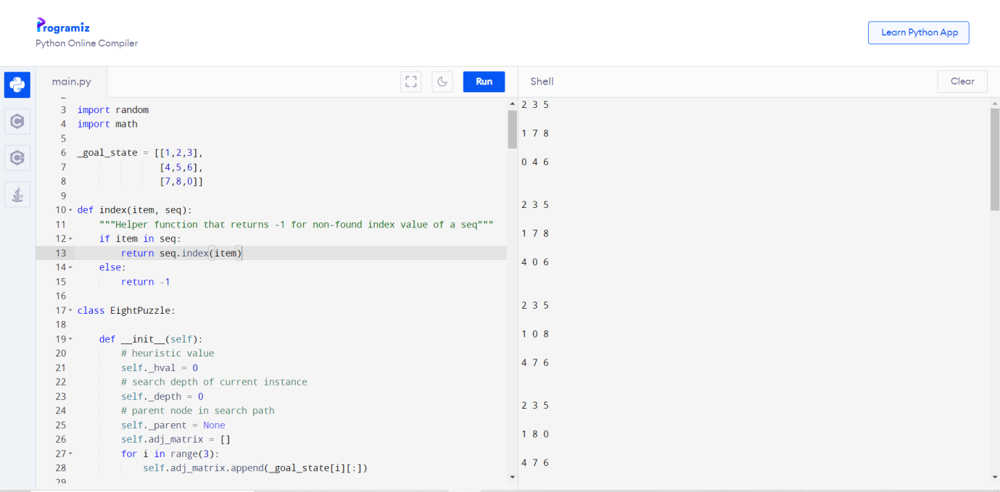 Programiz
Python Online Compiler
Learn Python App
main.py
Run
3 import random
4 import math
5
6 _goal_state = [[1,2,3],
7 [4,5,6],
8 [7,8,0]]
9
10 def index(item, seq):
11 """Helper function that returns -1 for non-found index value of a seq"""
12 if item in seq:
13 return seq.index(item)
14 else:
15 return -1
16
17 class EightPuzzle:
18
19 def __init__(self):
20 # heuristic value
21 self._hval = 0
22 # search depth of current instance
23 self._depth = 0
24 # parent node in search path
25 self._parent = None
26 self.adj_matrix = []
27 for i in range(3):
28 self.adj_matrix.append(_goal_state[i][:])
29
Shell
Clear
2 3 5
1 7 8
0 4 6
2 3 5
1 7 8
4 0 6
2 3 5
1 0 8
4 7 6
2 3 5
1 8 0
4 7 6